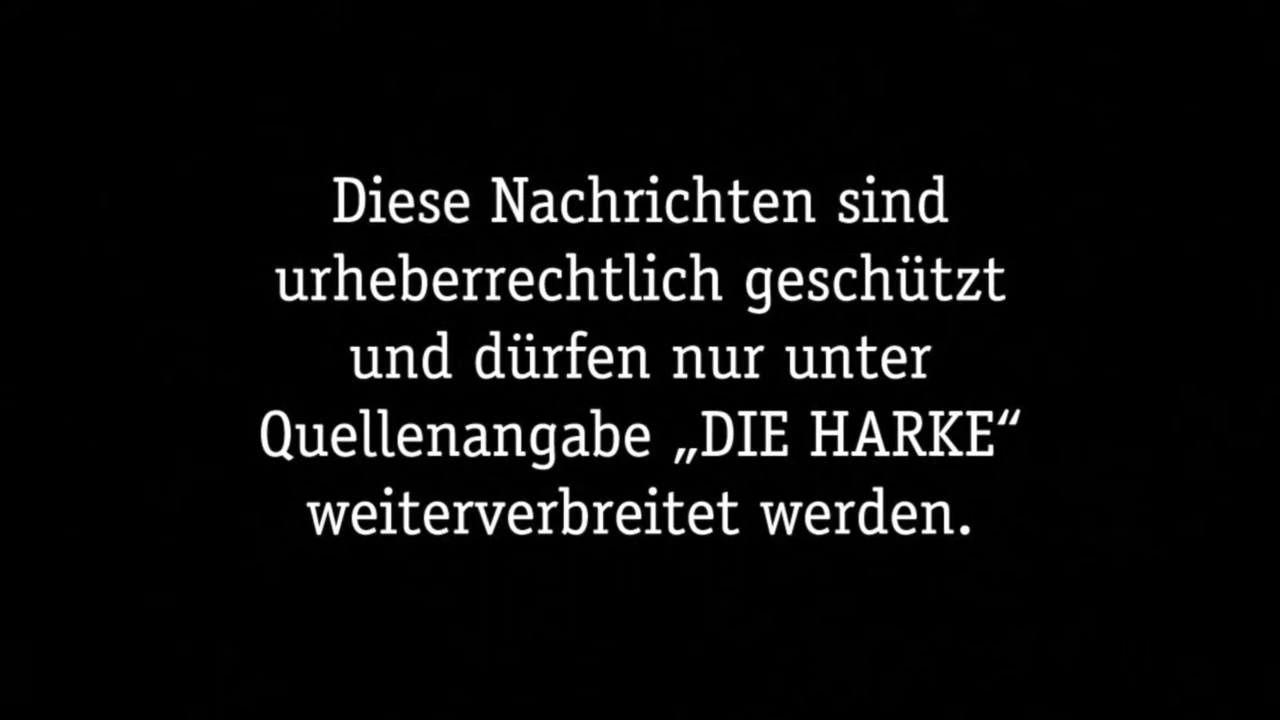 Diese Nachrichten sind
urheberrechtlich geschützt
und dürfen nur unter
Quellenangabe „DIE HARKE“
weiterverbreitet werden.